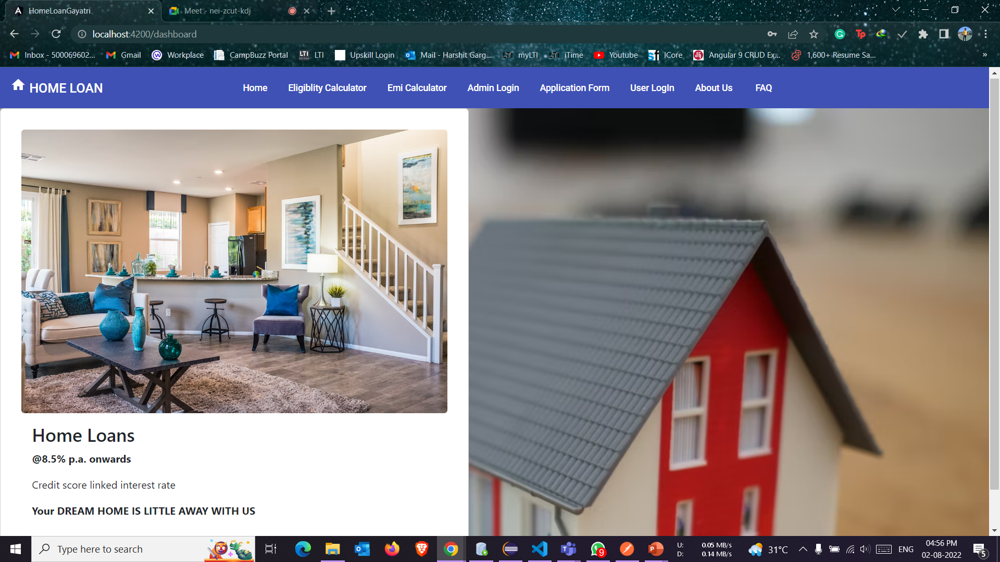 HomeLoanGayatri
Meet - nei-zcut-kdj
localhost:4200/dashboard
Inbox - 500069602...
Gmail
Workplace
CampBuzz Portal
LTI
Upskill Login
Mail - Harshit Garg...
myLTI
iTime
Youtube
ICore
Angular 9 CRUD Ex...
1,600+ Resume Sa...
»
HOME LOAN
Home
Eligiblity Calculator
Emi Calculator
Admin Login
Application Form
User LogIn
About Us
FAQ
Home Loans
@8.5% p.a. onwards
Credit score linked interest rate
Your DREAM HOME IS LITTLE AWAY WITH US
Type here to search
9
U: 0.05 MB/s
D: 0.14 MB/s
31°C
ENG
04:56 PM
02-08-2022
5